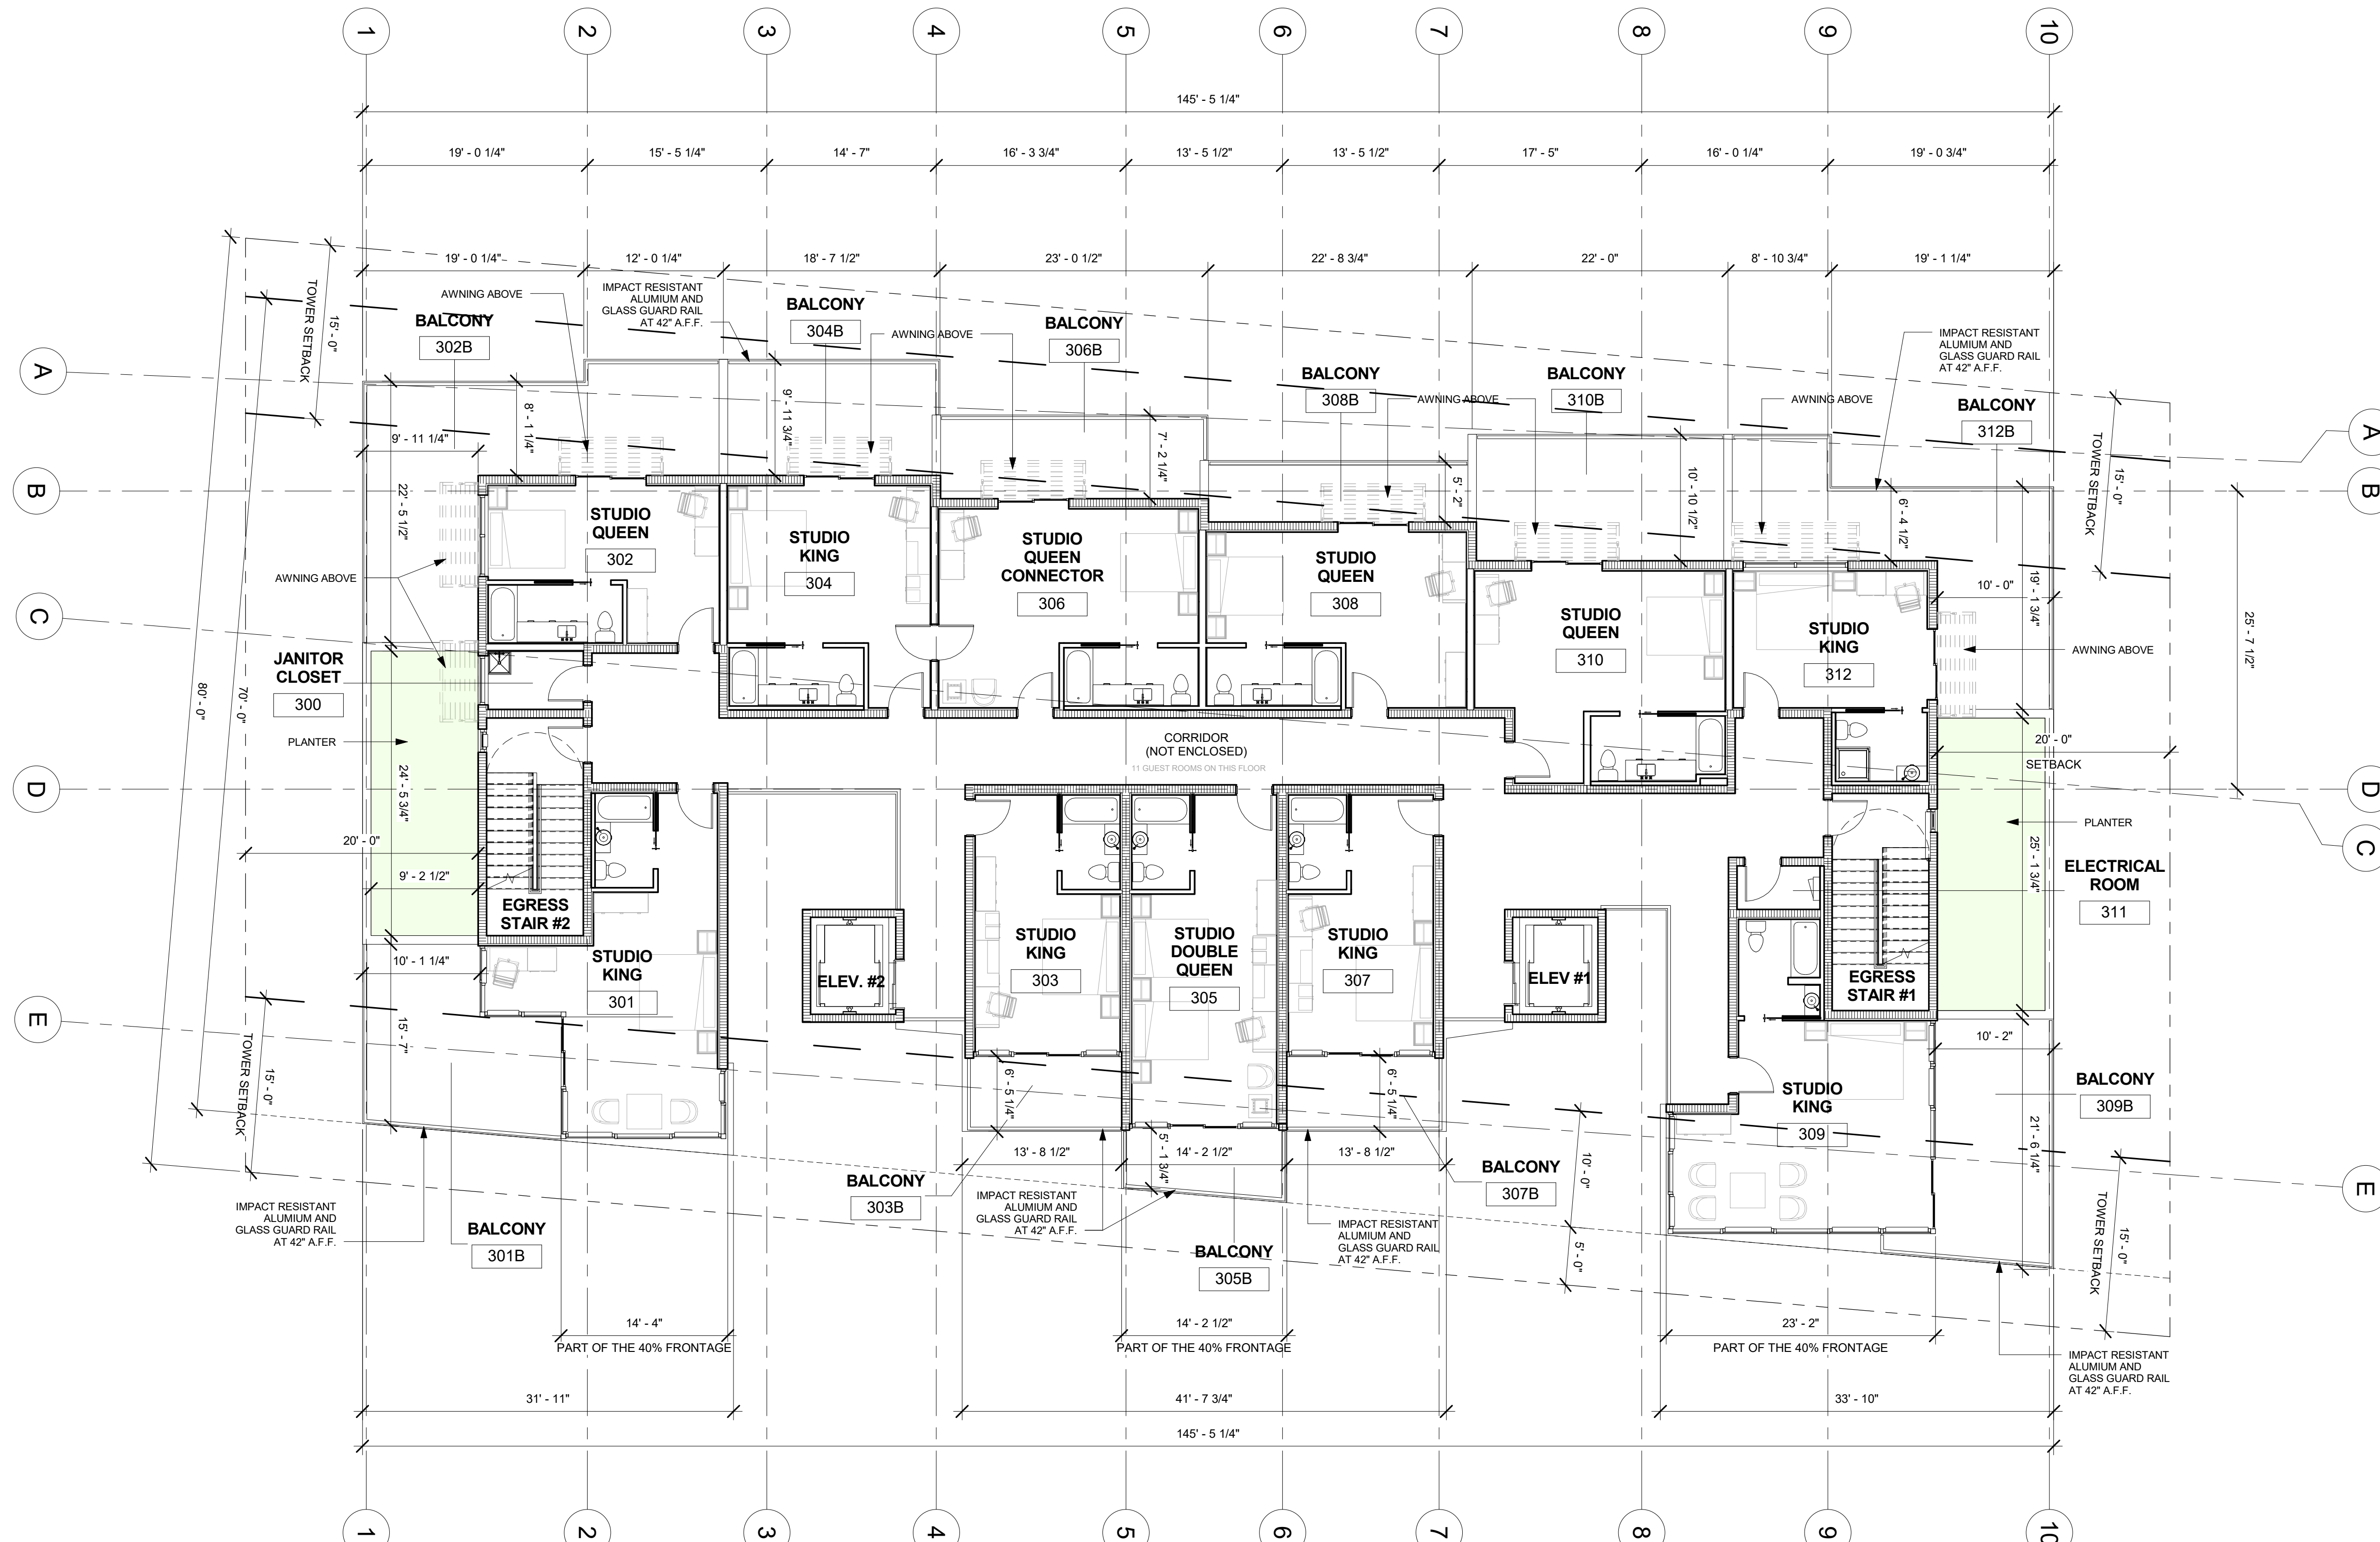 1 2 3 4 5 6 7 8 9 10
145' - 5 1/4"
19' - 0 1/4" 15' - 5 1/4" 14' - 7" 16' - 3 3/4" 13' - 5 1/2" 13' - 5 1/2" 17' - 5" 16' - 0 1/4" 19' - 0 3/4"
19' - 0 1/4" 12' - 0 1/4" 18' - 7 1/2" 23' - 0 1/2" 22' - 8 3/4" 22' - 0" 8' - 10 3/4" 19' - 1 1/4"
TOWER SETBACK
15' - 0"
AWNING ABOVE
IMPACT RESISTANT
ALUMIUM AND
GLASS GUARD RAIL
AT 42" A.F.F.
BALCONY
302B
BALCONY
304B
AWNING ABOVE
BALCONY
306B
BALCONY
308B
AWNING ABOVE
BALCONY
310B
AWNING ABOVE
IMPACT RESISTANT
ALUMIUM AND
GLASS GUARD RAIL
AT 42" A.F.F.
BALCONY
312B
TOWER SETBACK
15' - 0"
A
A
B
B
C
C
D
D
E
E
9' - 11 1/4"
8' - 1 1/4"
9' - 11 3/4"
7' - 2 1/4"
5' - 2"
10' - 10 1/2"
6' - 4 1/2"
22' - 5 1/2"
19' - 1 3/4"
10' - 0"
25' - 7 1/2"
STUDIO
QUEEN
302
STUDIO
KING
304
STUDIO
QUEEN
CONNECTOR
306
STUDIO
QUEEN
308
STUDIO
QUEEN
310
STUDIO
KING
312
AWNING ABOVE
AWNING ABOVE
JANITOR
CLOSET
300
PLANTER
80' - 0"
70' - 0"
24' - 5 3/4"
20' - 0"
9' - 2 1/2"
CORRIDOR
(NOT ENCLOSED)
11 GUEST ROOMS ON THIS FLOOR
20' - 0"
SETBACK
PLANTER
25' - 1 3/4"
ELECTRICAL
ROOM
311
EGRESS
STAIR #2
STUDIO
KING
301
ELEV. #2
STUDIO
KING
303
STUDIO
DOUBLE
QUEEN
305
STUDIO
KING
307
ELEV #1
EGRESS
STAIR #1
10' - 1 1/4"
15' - 7"
TOWER SETBACK
15' - 0"
10' - 2"
STUDIO
KING
309
BALCONY
309B
21' - 6 1/4"
6' - 5 1/4"
6' - 5 1/4"
5' - 1 3/4"
13' - 8 1/2" 14' - 2 1/2" 13' - 8 1/2"
10' - 0"
5' - 0"
BALCONY
303B
BALCONY
307B
IMPACT RESISTANT
ALUMIUM AND
GLASS GUARD RAIL
AT 42" A.F.F.
BALCONY
301B
IMPACT RESISTANT
ALUMIUM AND
GLASS GUARD RAIL
AT 42" A.F.F.
BALCONY
305B
IMPACT RESISTANT
ALUMIUM AND
GLASS GUARD RAIL
AT 42" A.F.F.
TOWER SETBACK
15' - 0"
14' - 4"
PART OF THE 40% FRONTAGE
14' - 2 1/2"
PART OF THE 40% FRONTAGE
23' - 2"
PART OF THE 40% FRONTAGE
IMPACT RESISTANT
ALUMIUM AND
GLASS GUARD RAIL
AT 42" A.F.F.
31' - 11" 41' - 7 3/4" 33' - 10"
145' - 5 1/4"
1 2 3 4 5 6 7 8 9 10